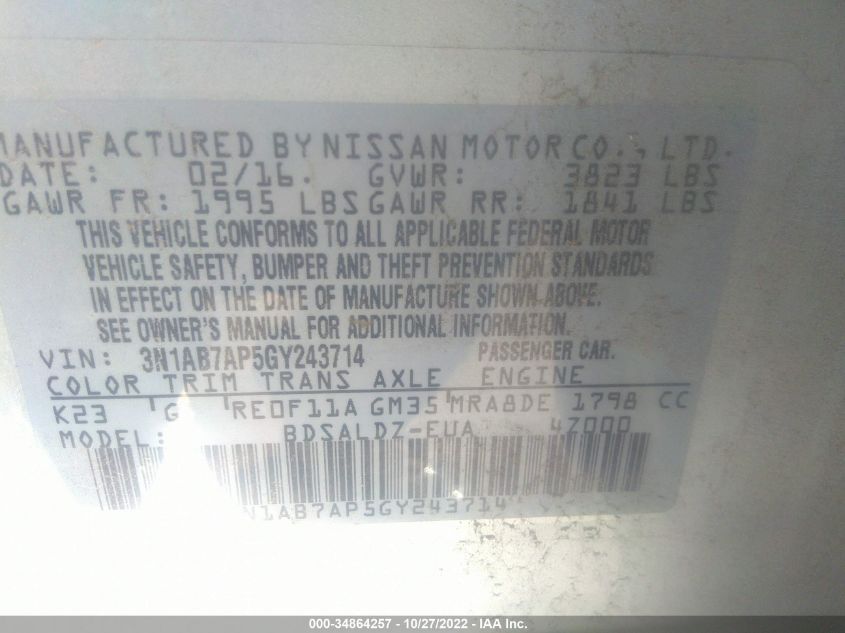 MANUFACTURED BY NISSAN MOTOR CO., LTD.
DATE: 02/16. GVWR: 3823 LBS
GAWR FR: 1995 LBS GAWR RR: 1841 LBS
THIS VEHICLE CONFORMS TO ALL APPLICABLE FEDERAL MOTOR
VEHICLE SAFETY, BUMPER AND THEFT PREVENTION STANDARDS
IN EFFECT ON THE DATE OF MANUFACTURE SHOWN ABOVE.
SEE OWNER'S MANUAL FOR ADDITIONAL INFORMATION.
VIN: 3N1AB7AP5GY243714 PASSENGER CAR.
COLOR TRIM TRANS AXLE ENGINE
K23 G RE0F11A GM35 MRA8DE 1798 CC
MODEL: BDSALDZ-EUA 4Z000
N1AB7AP5GY243714
000-34864257 - 10/27/2022 - IAA Inc.